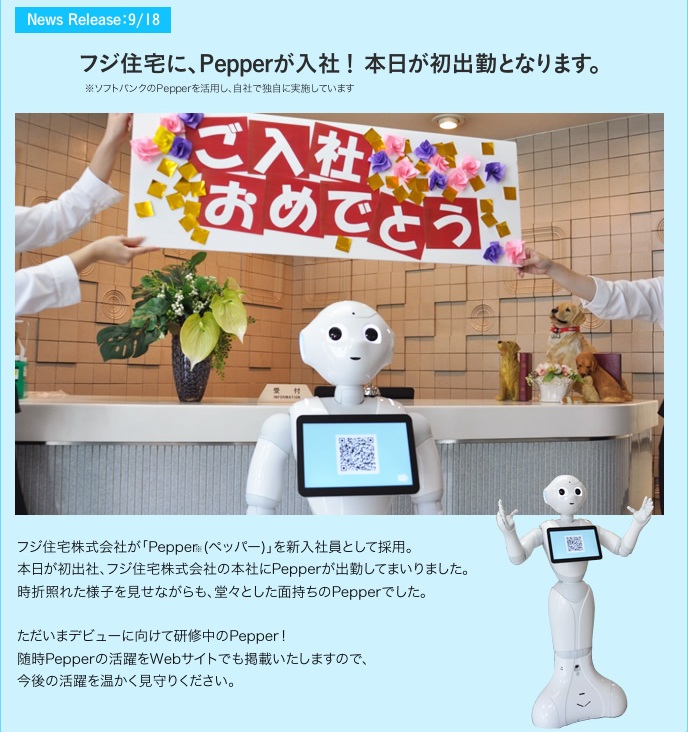 News Release:9/18
フジ住宅に、Pepperが入社！ 本日が初出勤となります。
※ソフトバンクのPepperを活用し、自社で独自に実施しています
ご入社
おめでとう
受付
INFORMATION
フジ住宅株式会社が「Pepper※(ペッパー)」を新入社員として採用。
本日が初出社、フジ住宅株式会社の本社にPepperが出勤してまいりました。
時折照れた様子を見せながらも、堂々とした面持ちのPepperでした。
ただいまデビューに向けて研修中のPepper！
随時Pepperの活躍をWebサイトでも掲載いたしますので、
今後の活躍を温かく見守りください。